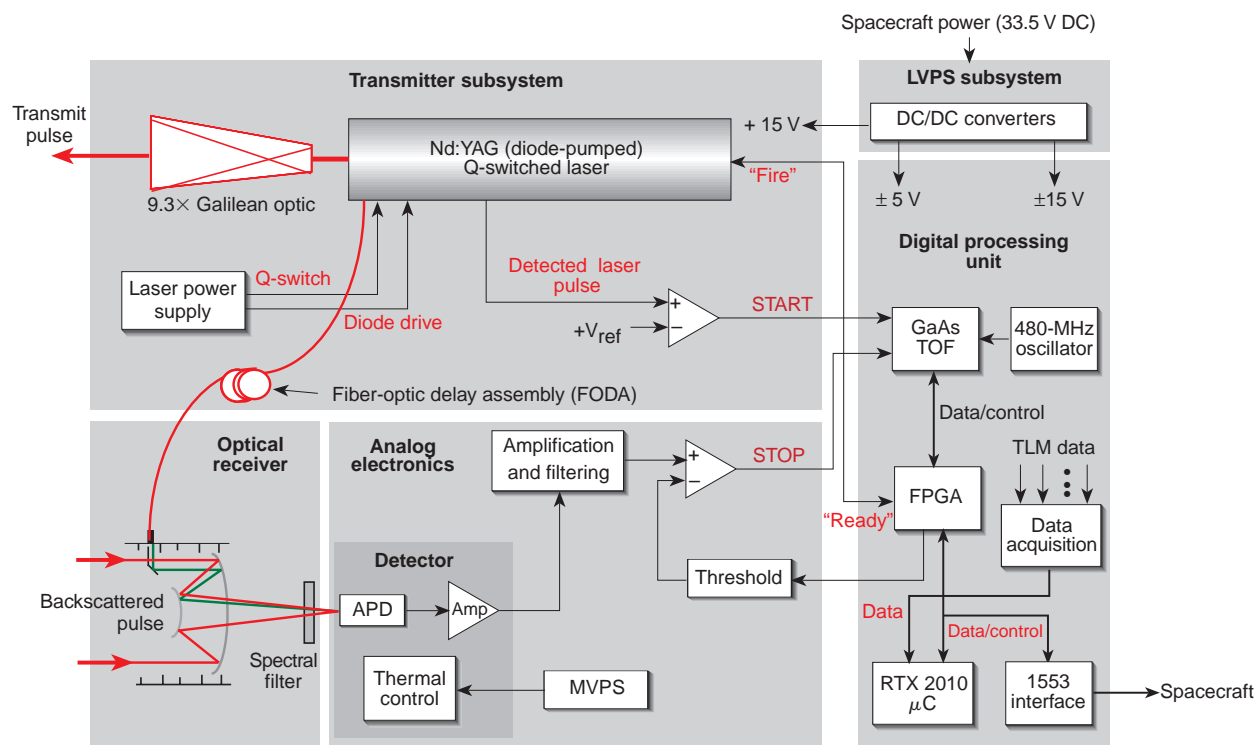 Spacecraft power (33.5 V DC)
Transmitter subsystem
LVPS subsystem
Transmit
pulse
DC/DC converters
+ 15 V
Nd:YAG (diode-pumped)
Q-switched laser
"Fire"
9.3× Galilean optic
± 5 V
±15 V
Digital processing
unit
Laser power
supply
Q-switch
Diode drive
Detected laser
pulse
+
−
+Vref
START
GaAs
TOF
480-MHz
oscillator
Fiber-optic delay assembly (FODA)
Data/control
Optical
receiver
Analog
electronics
Amplification
and filtering
+
−
STOP
TLM data
FPGA
"Ready"
Data
acquisition
Detector
Threshold
Backscattered
pulse
APD
Amp
Data
Data/control
Spectral
filter
Thermal
control
MVPS
RTX 2010
μC
1553
interface
Spacecraft